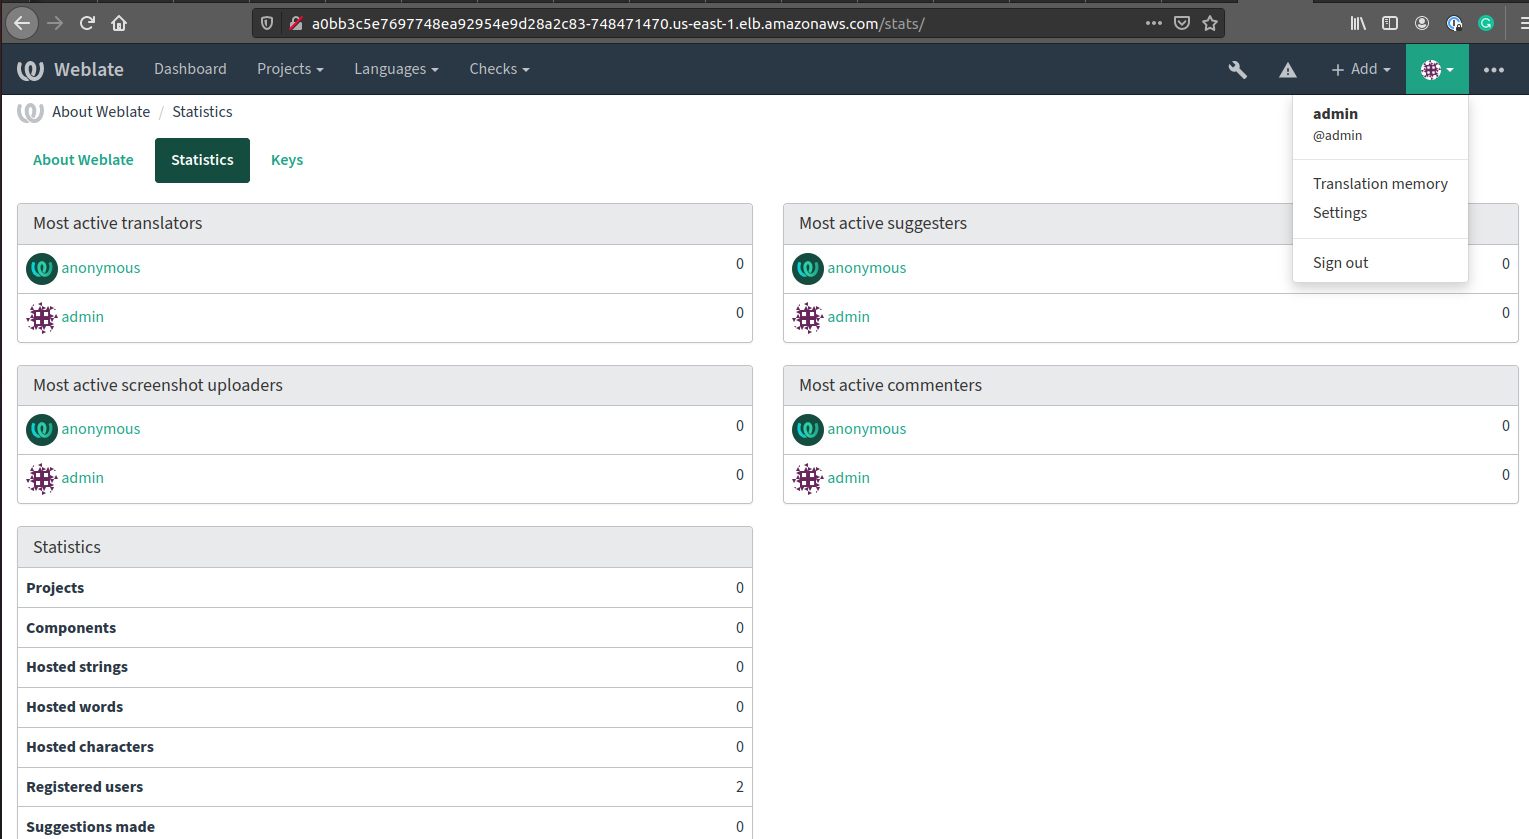 a0bb3c5e7697748ea92954e9d28a2c83-748471470.us-east-1.elb.amazonaws.com/stats/
Weblate Dashboard Projects Languages Checks Add
About Weblate / Statistics
admin
@admin
Translation memory
Settings
Sign out
About Weblate Statistics Keys
Most active translators
anonymous 0
admin 0
Most active suggesters
anonymous 0
admin 0
Most active screenshot uploaders
anonymous 0
admin 0
Most active commenters
anonymous 0
admin 0
Statistics
Projects 0
Components 0
Hosted strings 0
Hosted words 0
Hosted characters 0
Registered users 2
Suggestions made 0